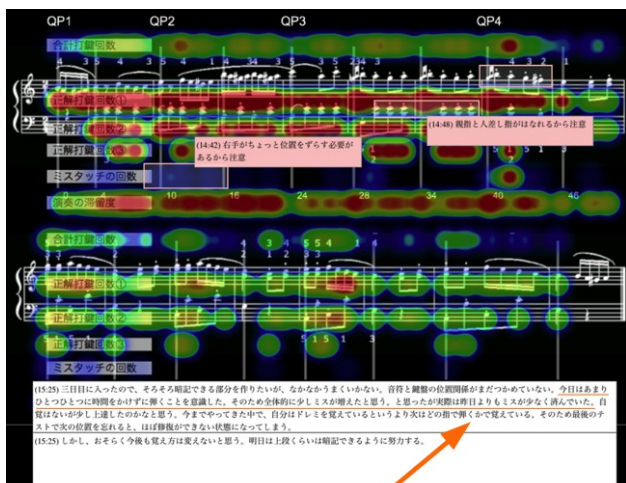 QP1 QP2 QP3 QP4
合計打鍵回数
正解打鍵回数①
正解打鍵回数②
(14:48) 親指と人差し指がはなれるから注意
正解打鍵回数③
(14:42) 右手がちょっと位置をずらす必要が
あるから注意
ミスタッチの回数
演奏の滞留度
0 4 10 14 20 24 28 34 40 46
合計打鍵回数
正解打鍵回数①
正解打鍵回数②
正解打鍵回数③
ミスタッチの回数
(15:25) 三日目に入ったので、そろそろ暗記できる部分を作りたいが、なかなかうまくいかない。音符と鍵盤の位置関係がまだつかめていない。今日はあまり
ひとつひとつに時間をかけずに弾くことを意識した。そのため全体的に少しミスが増えたと思う。と思ったが実際は昨日よりもミスが少なく済んでいた。自
覚はないが少し上達したのかなと思う。今までやってきた中で、自分はドレミを覚えているというより次はどの指で弾くかで覚えている。そのため最後のテ
ストで次の位置を忘れると、ほぼ修復ができない状態になってしまう。
(15:25) しかし、おそらく今後も覚え方は変えないと思う。明日は上段くらいは暗記できるように努力する。